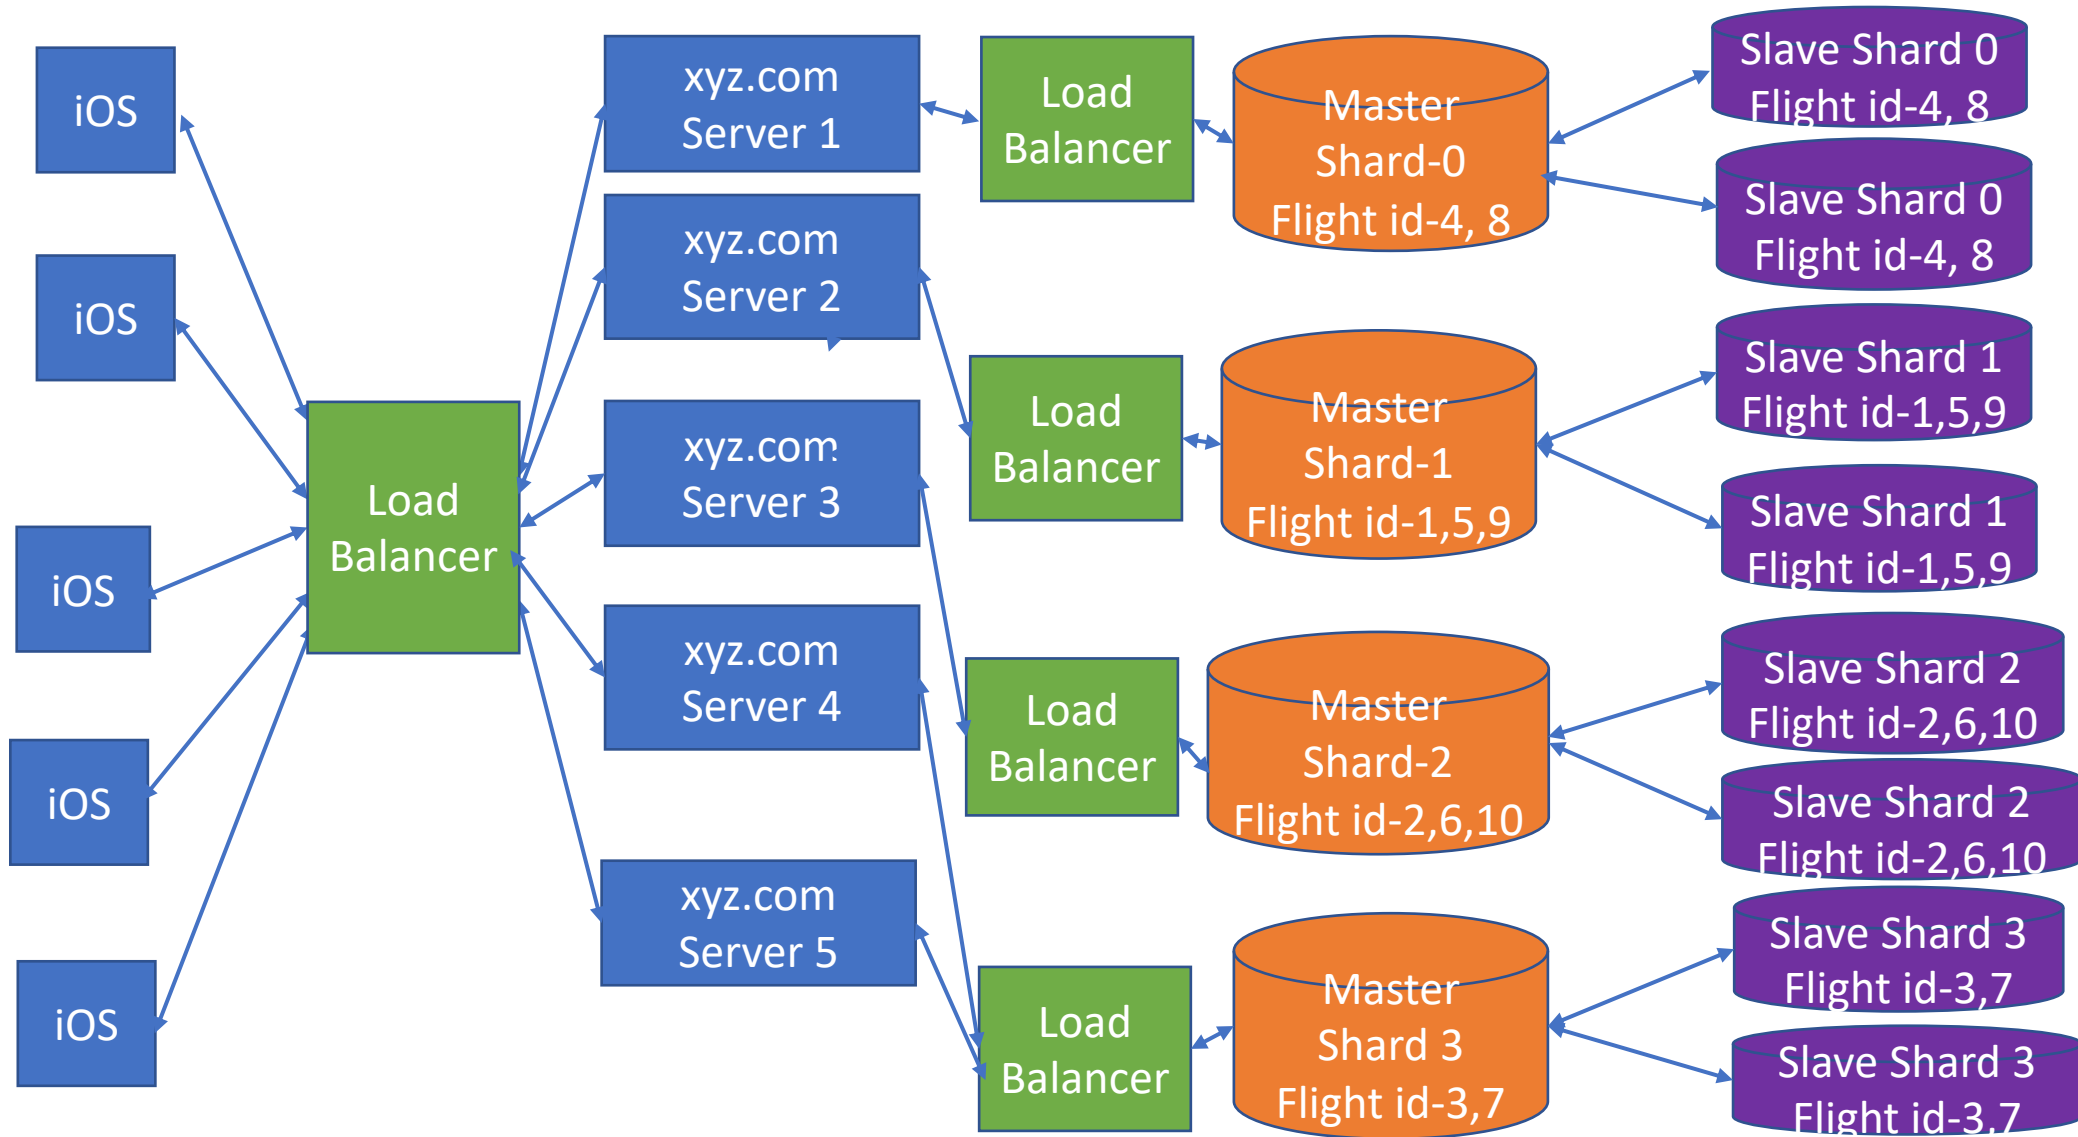 iOS
iOS
iOS
iOS
iOS
Load
Balancer
xyz.com
Server 1
xyz.com
Server 2
xyz.com
Server 3
xyz.com
Server 4
xyz.com
Server 5
Load
Balancer
Load
Balancer
Load
Balancer
Load
Balancer
Master
Shard-0
Flight id-4, 8
Master
Shard-1
Flight id-1,5,9
Master
Shard-2
Flight id-2,6,10
Master
Shard 3
Flight id-3,7
Slave Shard 0
Flight id-4, 8
Slave Shard 0
Flight id-4, 8
Slave Shard 1
Flight id-1,5,9
Slave Shard 1
Flight id-1,5,9
Slave Shard 2
Flight id-2,6,10
Slave Shard 2
Flight id-2,6,10
Slave Shard 3
Flight id-3,7
Slave Shard 3
Flight id-3,7